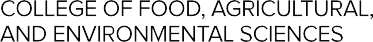 COLLEGE OF FOOD, AGRICULTURAL,
AND ENVIRONMENTAL SCIENCES